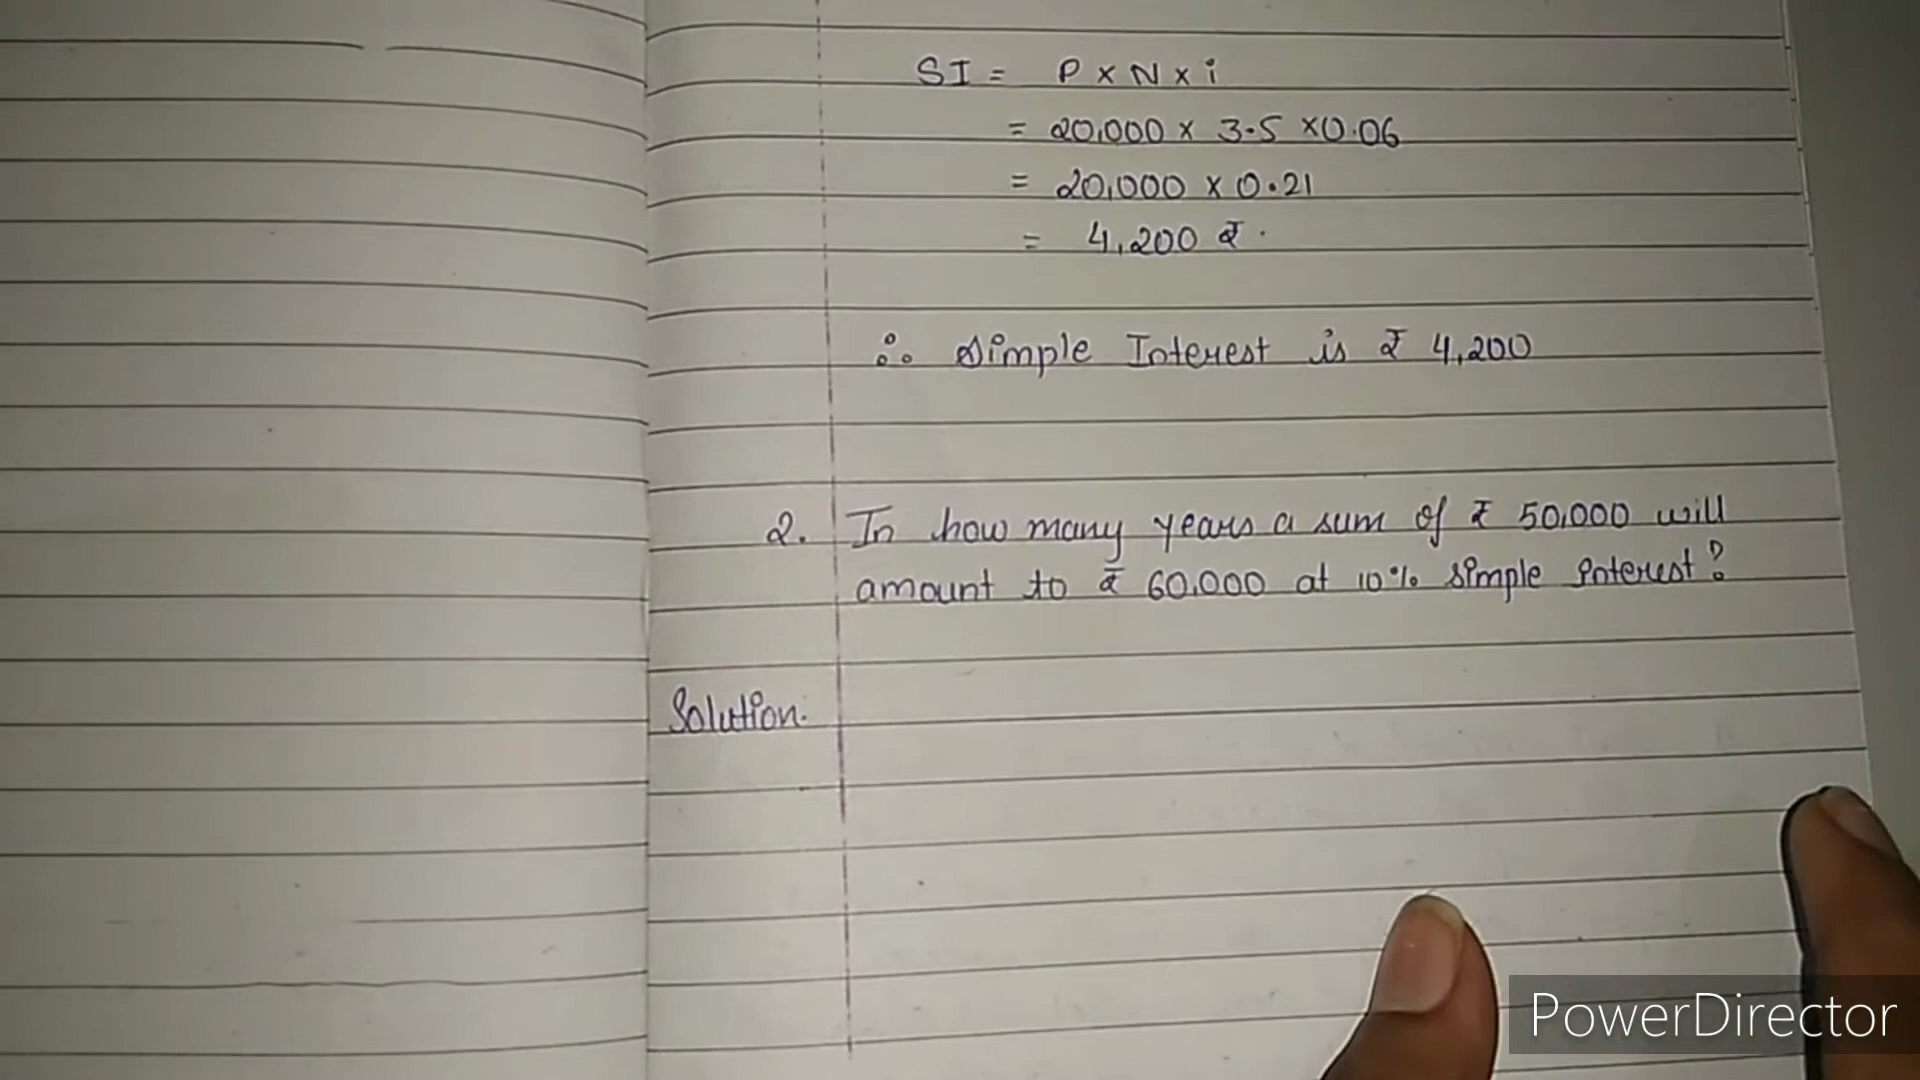 SI = P × N × i
= 20,000 × 3.5 × 0.06
= 20,000 × 0.21
= 4,200 ₹.
∴ Simple Interest is ₹ 4,200
2. In how many years a sum of ₹ 50,000 will
amount to ₹ 60,000 at 10% simple interest?
Solution.
PowerDirector